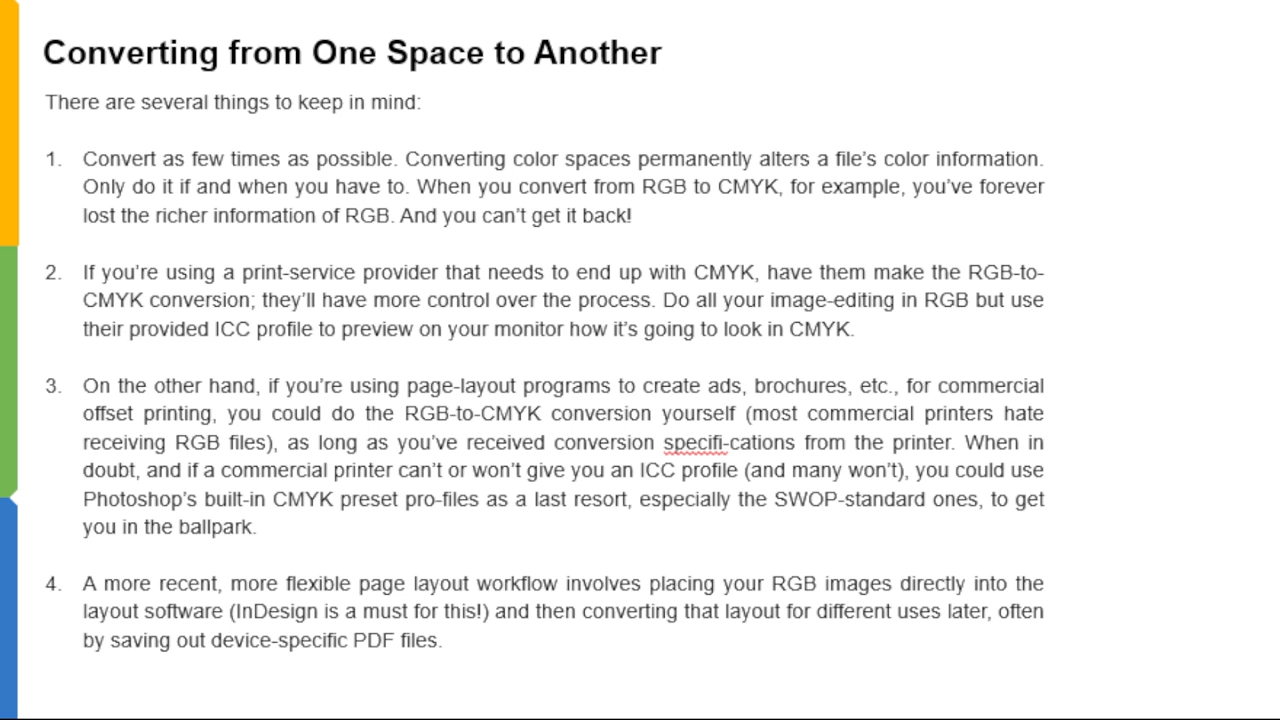 Converting from One Space to Another
There are several things to keep in mind:
1. Convert as few times as possible. Converting color spaces permanently alters a file’s color information.
Only do it if and when you have to. When you convert from RGB to CMYK, for example, you’ve forever
lost the richer information of RGB. And you can’t get it back!
2. If you’re using a print-service provider that needs to end up with CMYK, have them make the RGB-to-
CMYK conversion; they’ll have more control over the process. Do all your image-editing in RGB but use
their provided ICC profile to preview on your monitor how it’s going to look in CMYK.
3. On the other hand, if you’re using page-layout programs to create ads, brochures, etc., for commercial
offset printing, you could do the RGB-to-CMYK conversion yourself (most commercial printers hate
receiving RGB files), as long as you’ve received conversion specifi-cations from the printer. When in
doubt, and if a commercial printer can’t or won’t give you an ICC profile (and many won’t), you could use
Photoshop’s built-in CMYK preset pro-files as a last resort, especially the SWOP-standard ones, to get
you in the ballpark.
4. A more recent, more flexible page layout workflow involves placing your RGB images directly into the
layout software (InDesign is a must for this!) and then converting that layout for different uses later, often
by saving out device-specific PDF files.